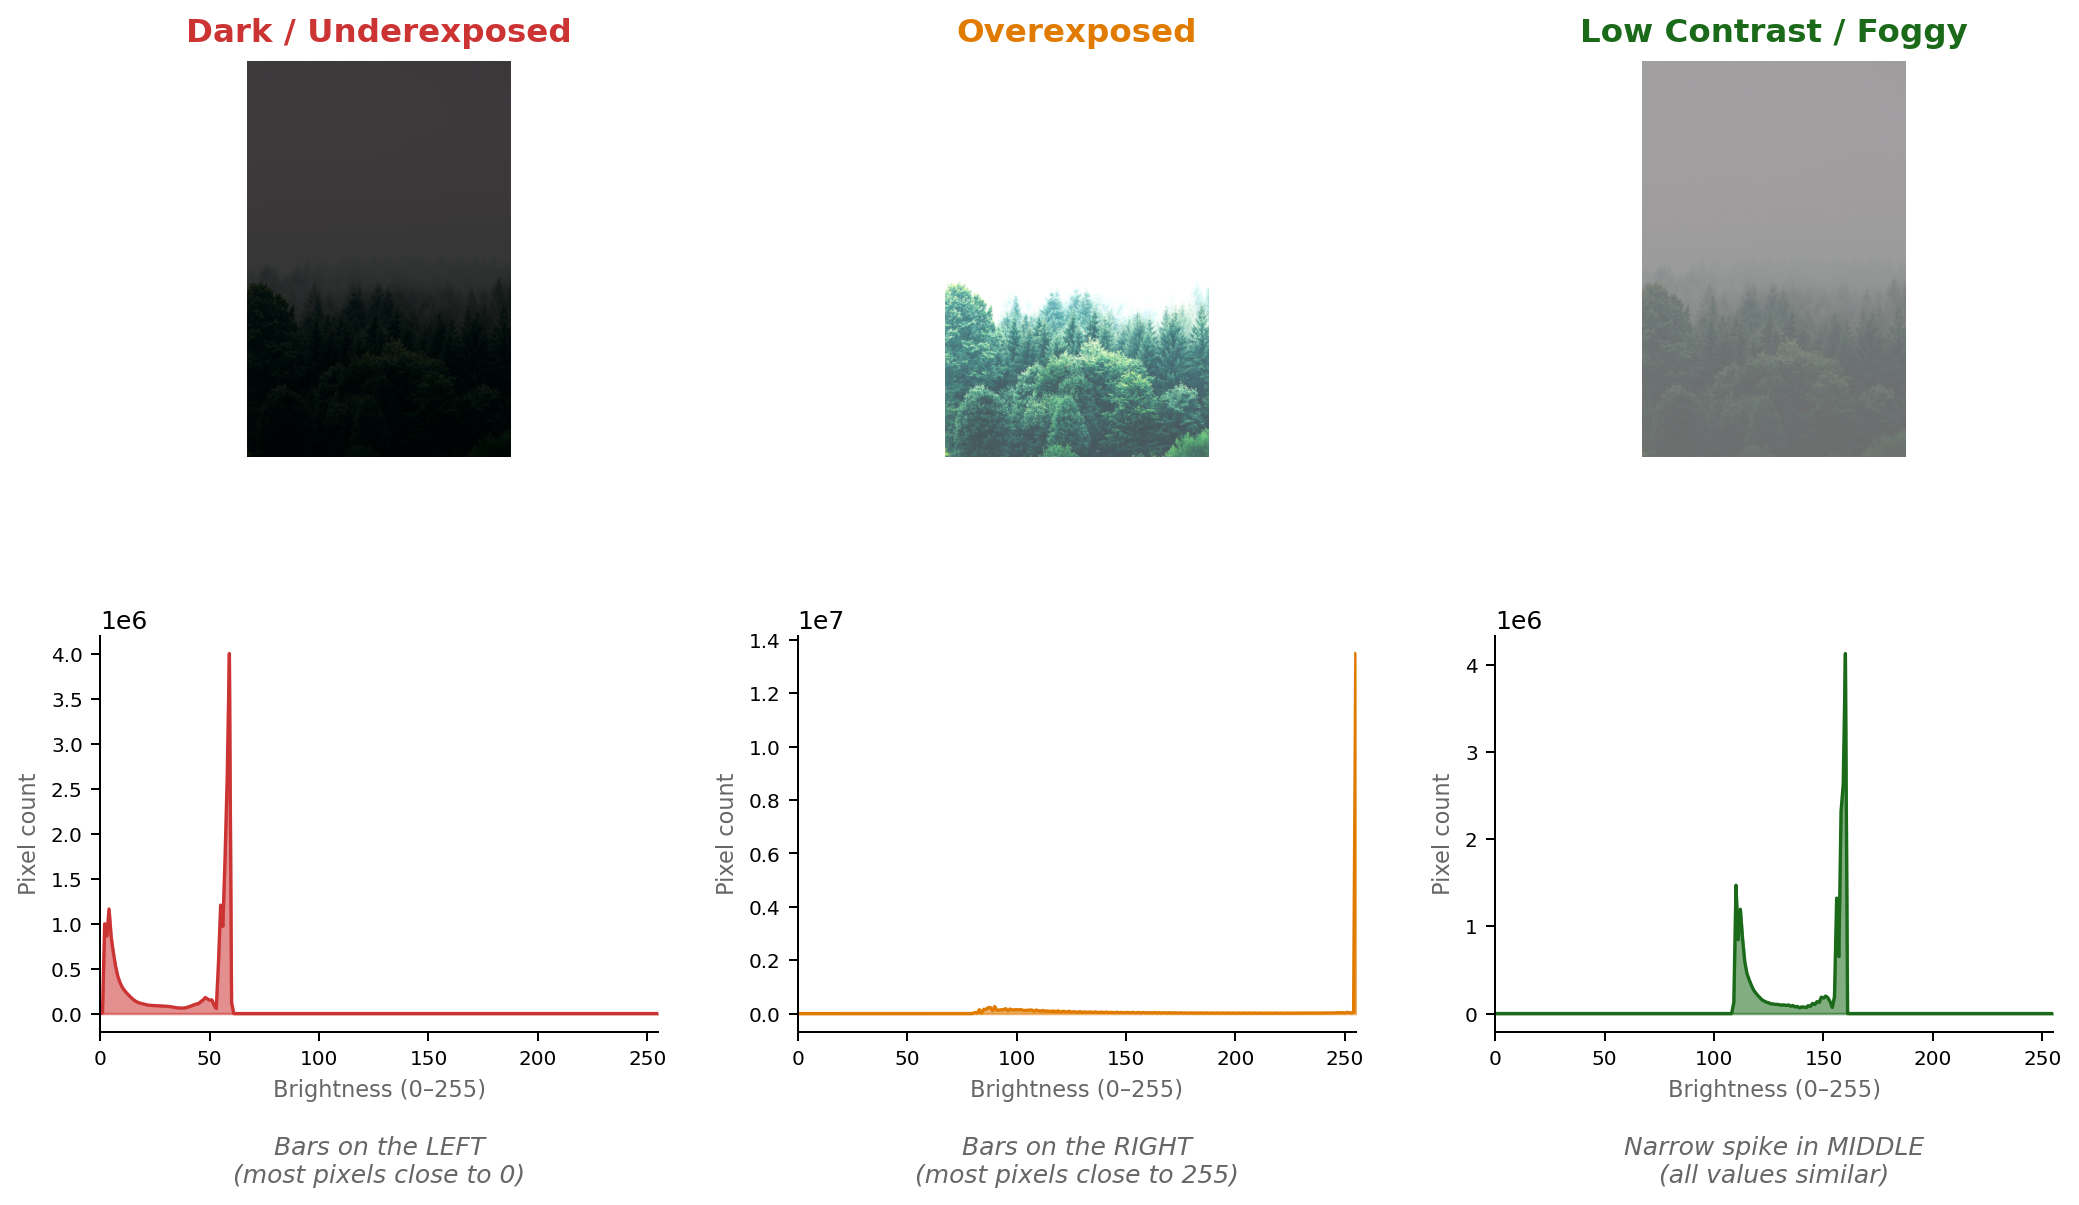 Dark / Underexposed
Overexposed
Low Contrast / Foggy
1e6
4.0
3.5
3.0
2.5
2.0
1.5
1.0
0.5
0.0
Pixel count
0 50 100 150 200 250
Brightness (0–255)
Bars on the LEFT
(most pixels close to 0)
1e7
1.4
1.2
1.0
0.8
0.6
0.4
0.2
0.0
Pixel count
0 50 100 150 200 250
Brightness (0–255)
Bars on the RIGHT
(most pixels close to 255)
1e6
4
3
2
1
0
Pixel count
0 50 100 150 200 250
Brightness (0–255)
Narrow spike in MIDDLE
(all values similar)